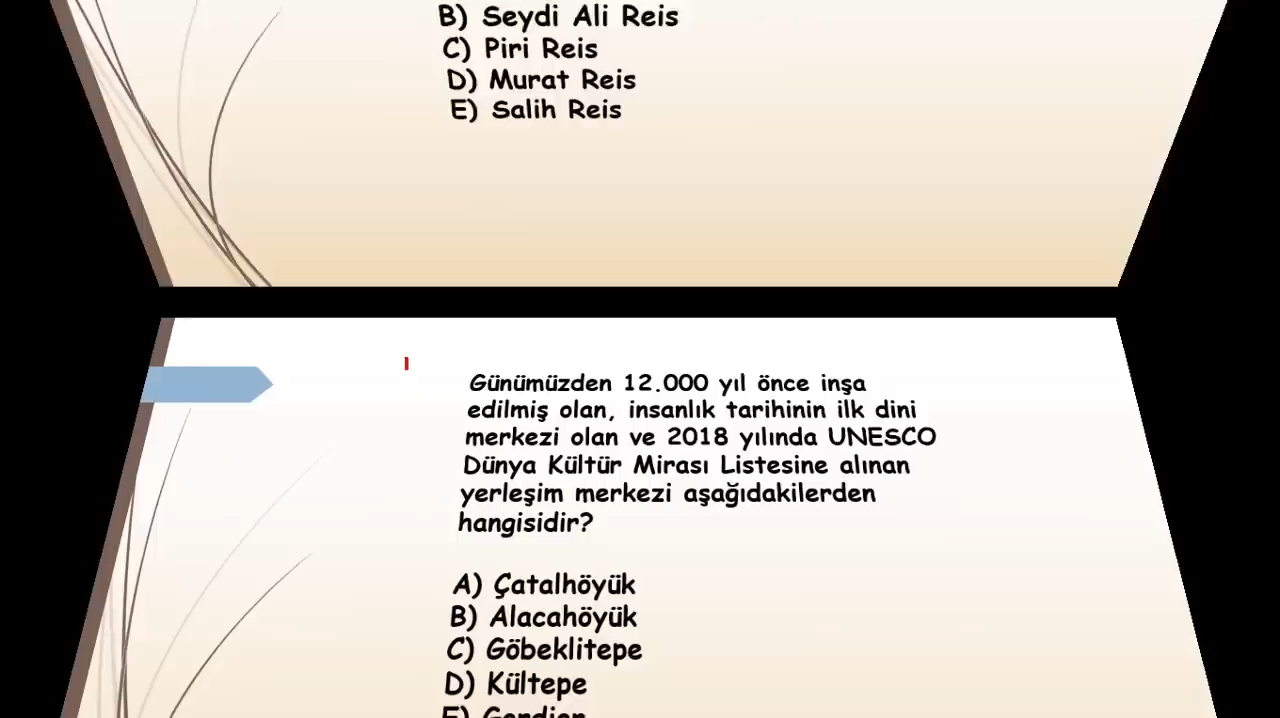 B) Seydi Ali Reis
C) Piri Reis
D) Murat Reis
E) Salih Reis
Günümüzden 12.000 yıl önce inşa
edilmiş olan, insanlık tarihinin ilk dini
merkezi olan ve 2018 yılında UNESCO
Dünya Kültür Mirası Listesine alınan
yerleşim merkezi aşağıdakilerden
hangisidir?
A) Çatalhöyük
B) Alacahöyük
C) Göbeklitepe
D) Kültepe